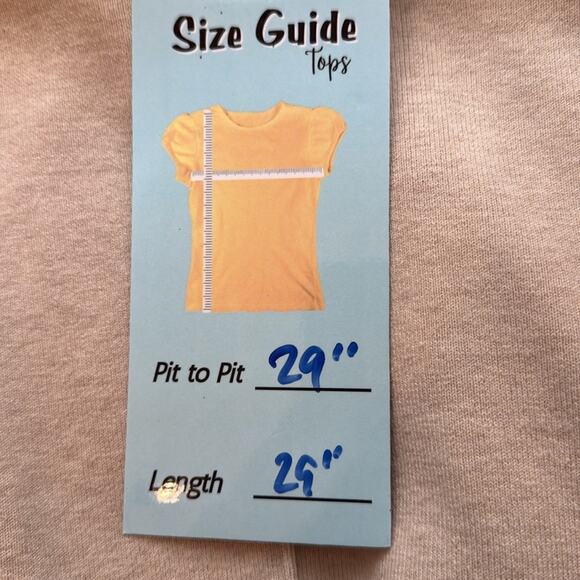 Size Guide
Tops
Pit to Pit 29"
Length 29"